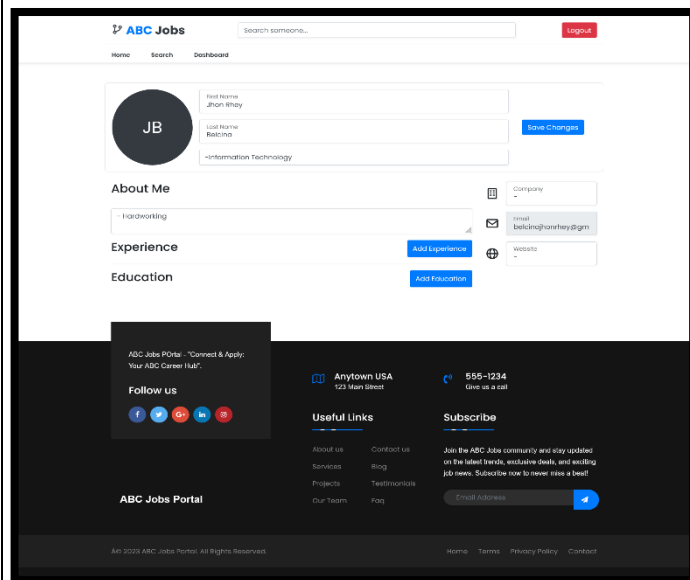 ABC Jobs
Search someone...
Logout
Home Search Dashboard
JB
First Name
Jhon Rhey
Last Name
Belcina
-Information Technology
Save Changes
About Me
- Hardworking
Experience
Add Experience
Education
Add Education
Company
-
Email
belcinajhonrhey@gm
Website
-
ABC Jobs POrtal - "Connect & Apply:
Your ABC Career Hub".
Follow us
Anytown USA
123 Main Street
555-1234
Give us a call
Useful Links
About us Contact us
Services Blog
Projects Testimonials
Our Team Faq
Subscribe
Join the ABC Jobs community and stay updated
on the latest trends, exclusive deals, and exciting
job news. Subscribe now to never miss a beat!
Email Address
ABC Jobs Portal
Â© 2023 ABC Jobs Portal. All Rights Reserved.
Home Terms Privacy Policy Contact